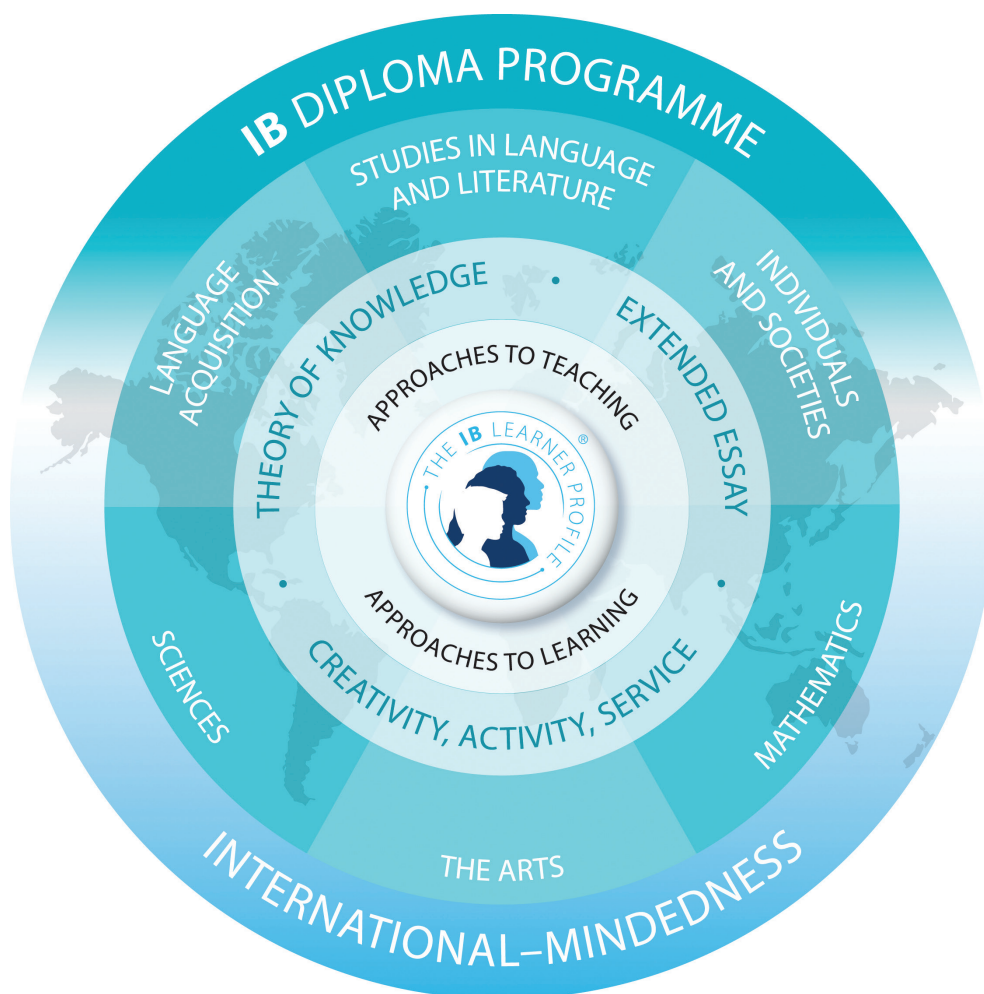 IB DIPLOMA PROGRAMME
STUDIES IN LANGUAGE
AND LITERATURE
LANGUAGE
ACQUISITION
INDIVIDUALS
AND SOCIETIES
THEORY OF KNOWLEDGE
•
EXTENDED ESSAY
•
APPROACHES TO TEACHING
• THE IB LEARNER PROFILE •
®
APPROACHES TO LEARNING
•
CREATIVITY, ACTIVITY, SERVICE
SCIENCES
MATHEMATICS
THE ARTS
INTERNATIONAL–MINDEDNESS